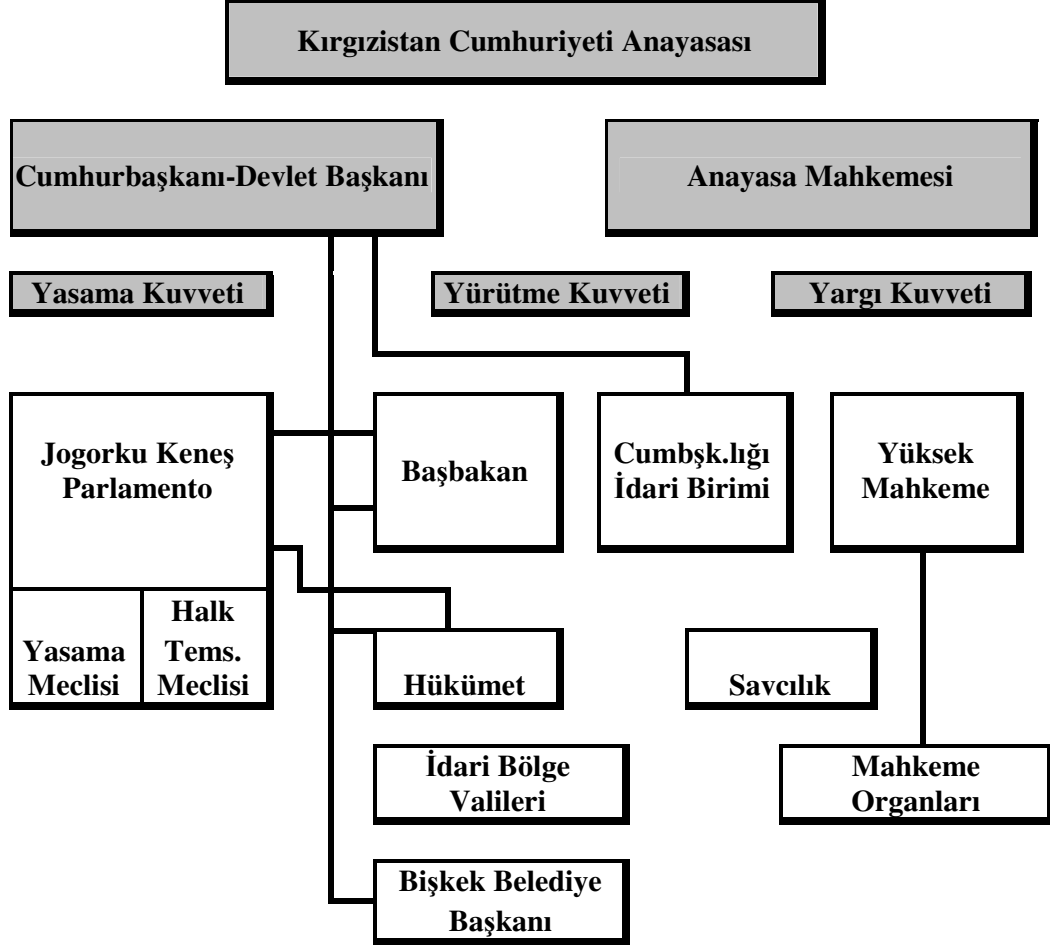 Kırgızistan Cumhuriyeti Anayasası
Cumhurbaşkanı-Devlet Başkanı
Anayasa Mahkemesi
Yasama Kuvveti
Yürütme Kuvveti
Yargı Kuvveti
Jogorku Keneş
Parlamento
Başbakan
Cumbşk.lığı
İdari Birimi
Yüksek
Mahkeme
Yasama
Meclisi
Halk
Tems.
Meclisi
Hükümet
Savcılık
İdari Bölge
Valileri
Mahkeme
Organları
Bişkek Belediye
Başkanı